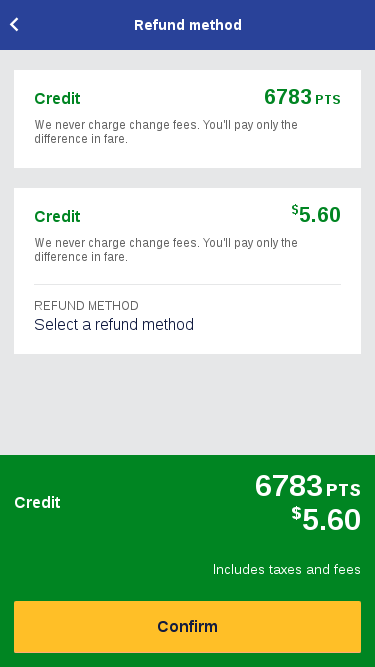 Refund method
Credit 6783 PTS
We never charge change fees. You'll pay only the
difference in fare.
Credit $5.60
We never charge change fees. You'll pay only the
difference in fare.
REFUND METHOD
Select a refund method
6783 PTS
Credit
$5.60
Includes taxes and fees
Confirm